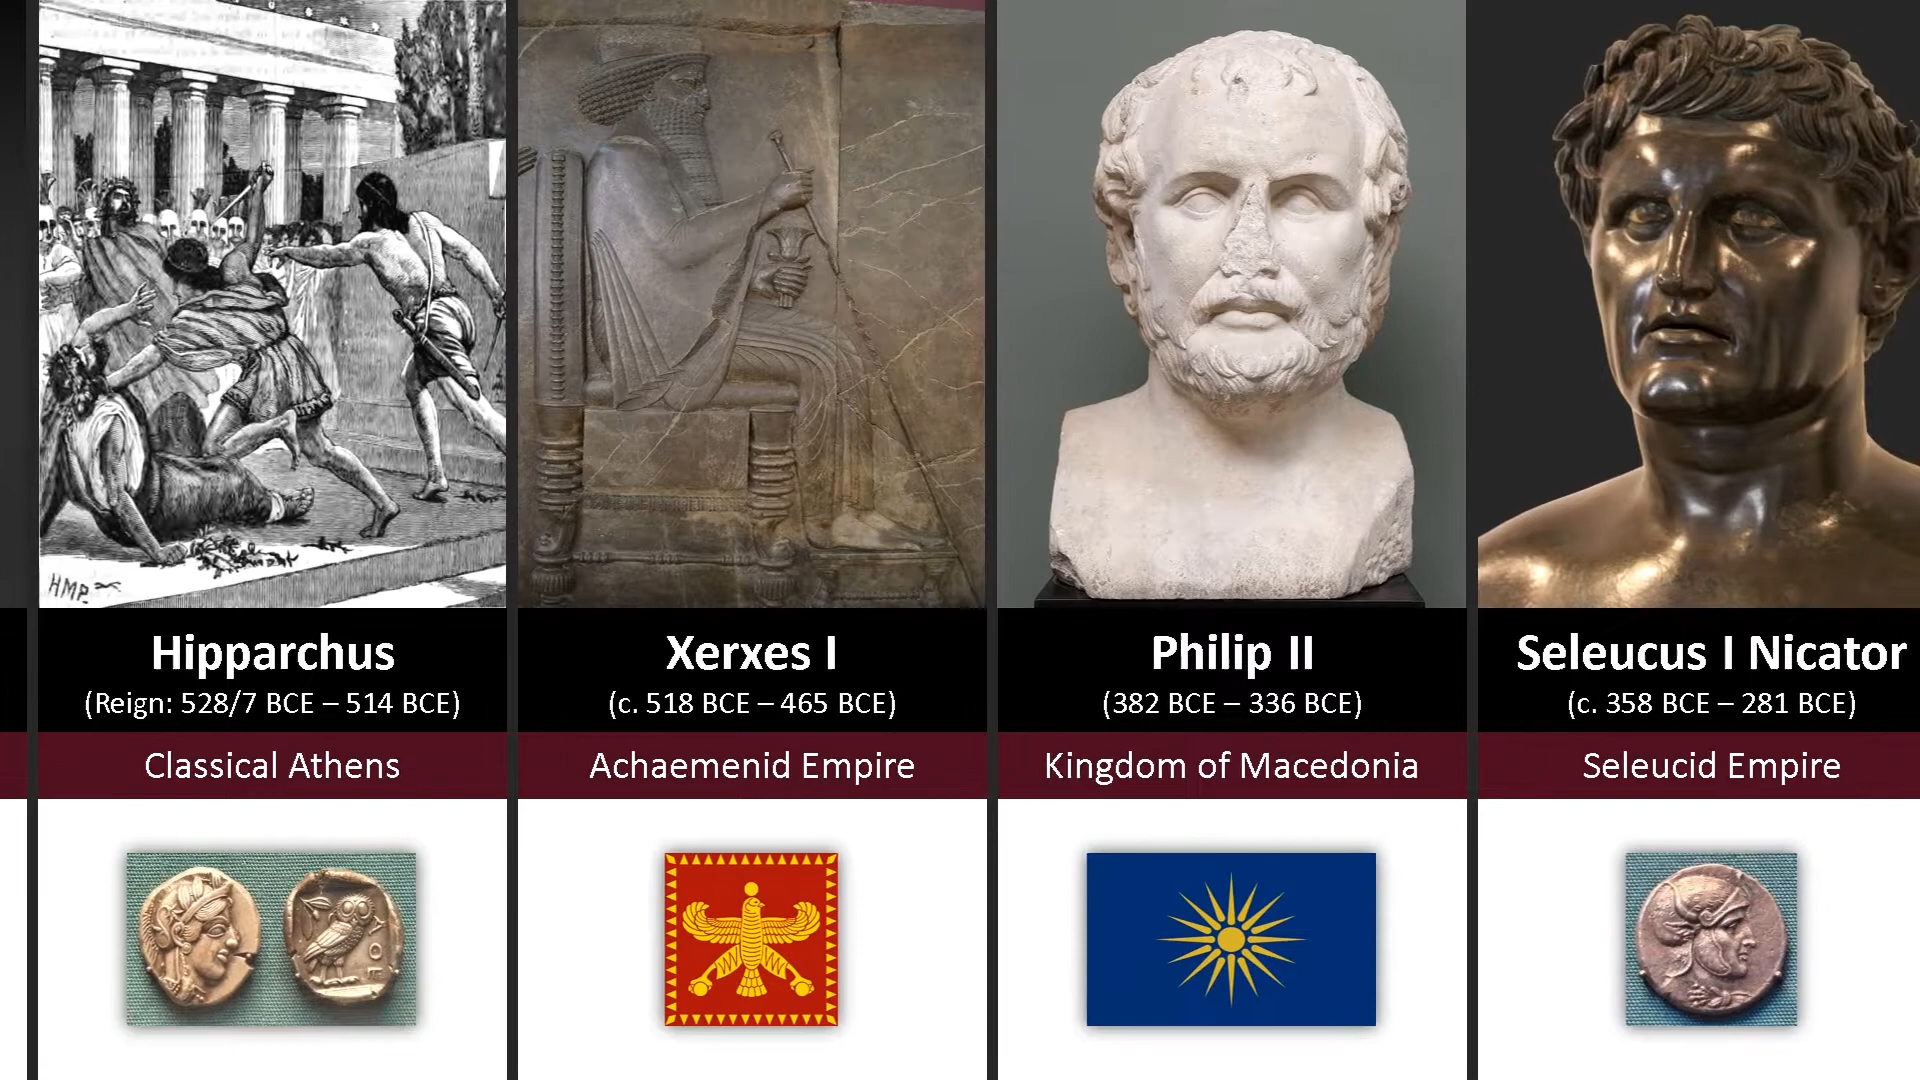 HMP.
Hipparchus
(Reign: 528/7 BCE – 514 BCE)
Classical Athens
Xerxes I
(c. 518 BCE – 465 BCE)
Achaemenid Empire
Philip II
(382 BCE – 336 BCE)
Kingdom of Macedonia
Seleucus I Nicator
(c. 358 BCE – 281 BCE)
Seleucid Empire